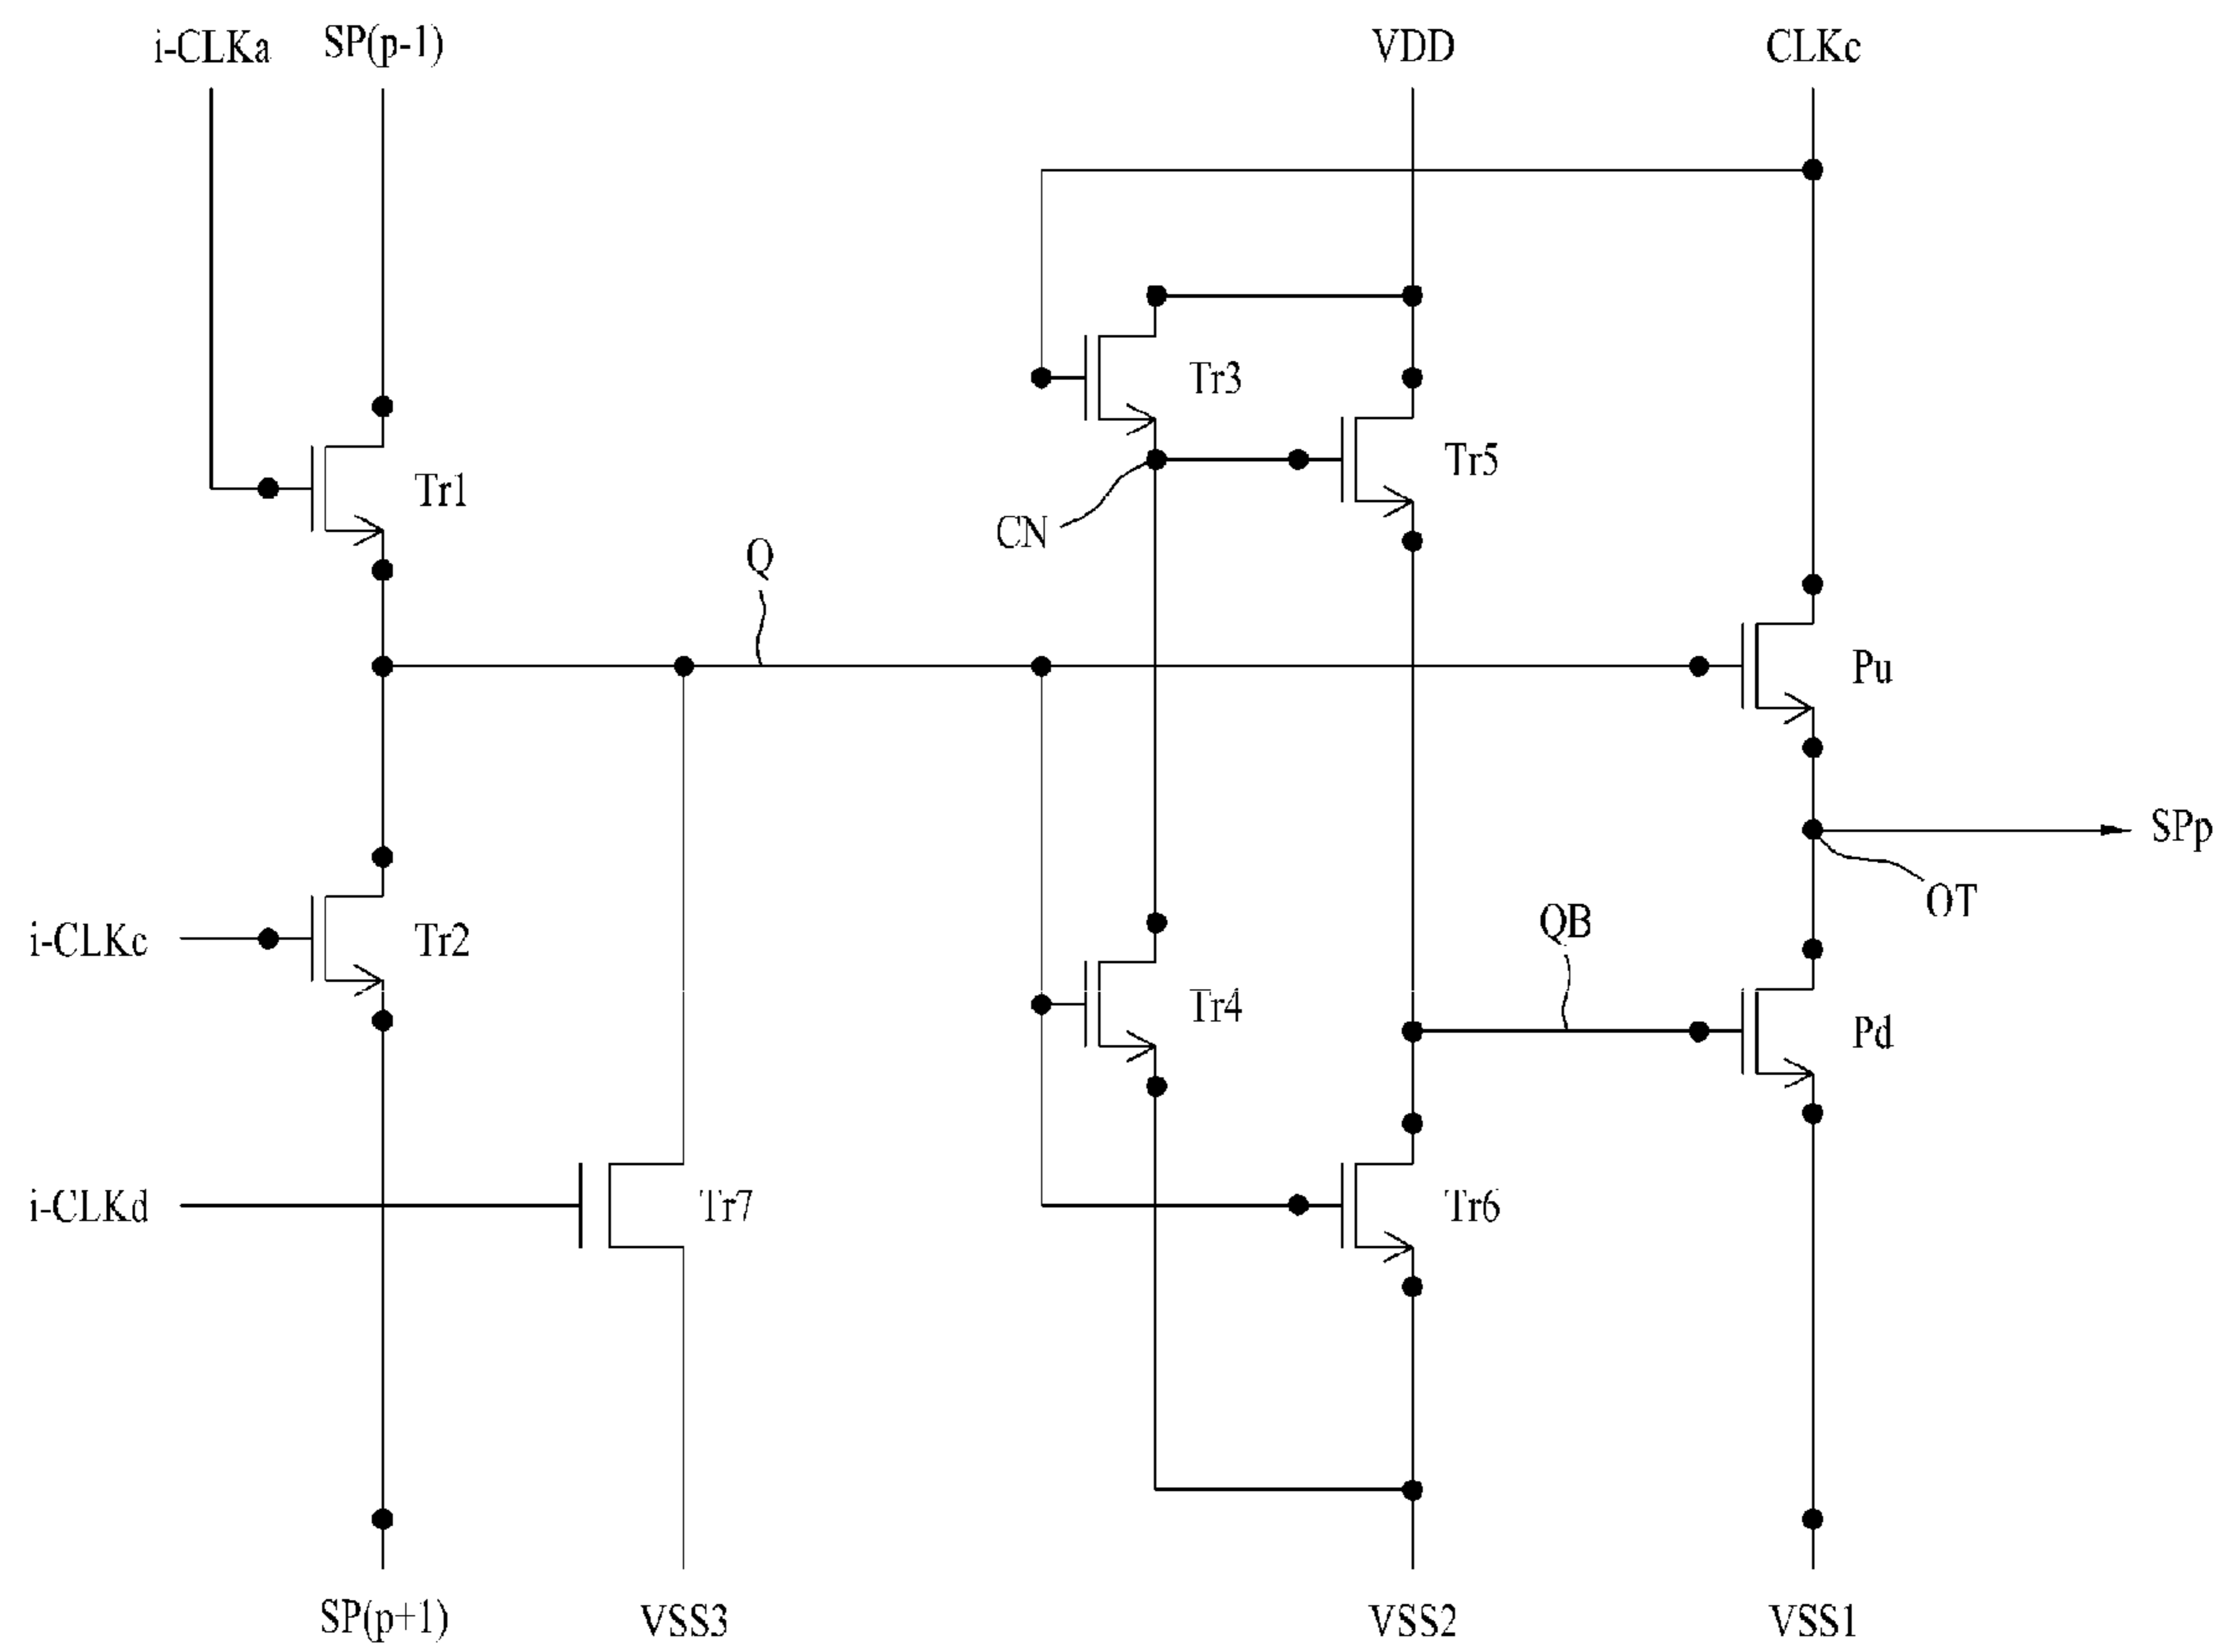 i-CLKa
SP(p-1)
VDD
CLKc
Tr3
Tr5
Tr1
CN
Q
Pu
SPp
OT
QB
i-CLKc
Tr2
Tr4
Pd
i-CLKd
Tr7
Tr6
SP(p+1)
VSS3
VSS2
VSS1